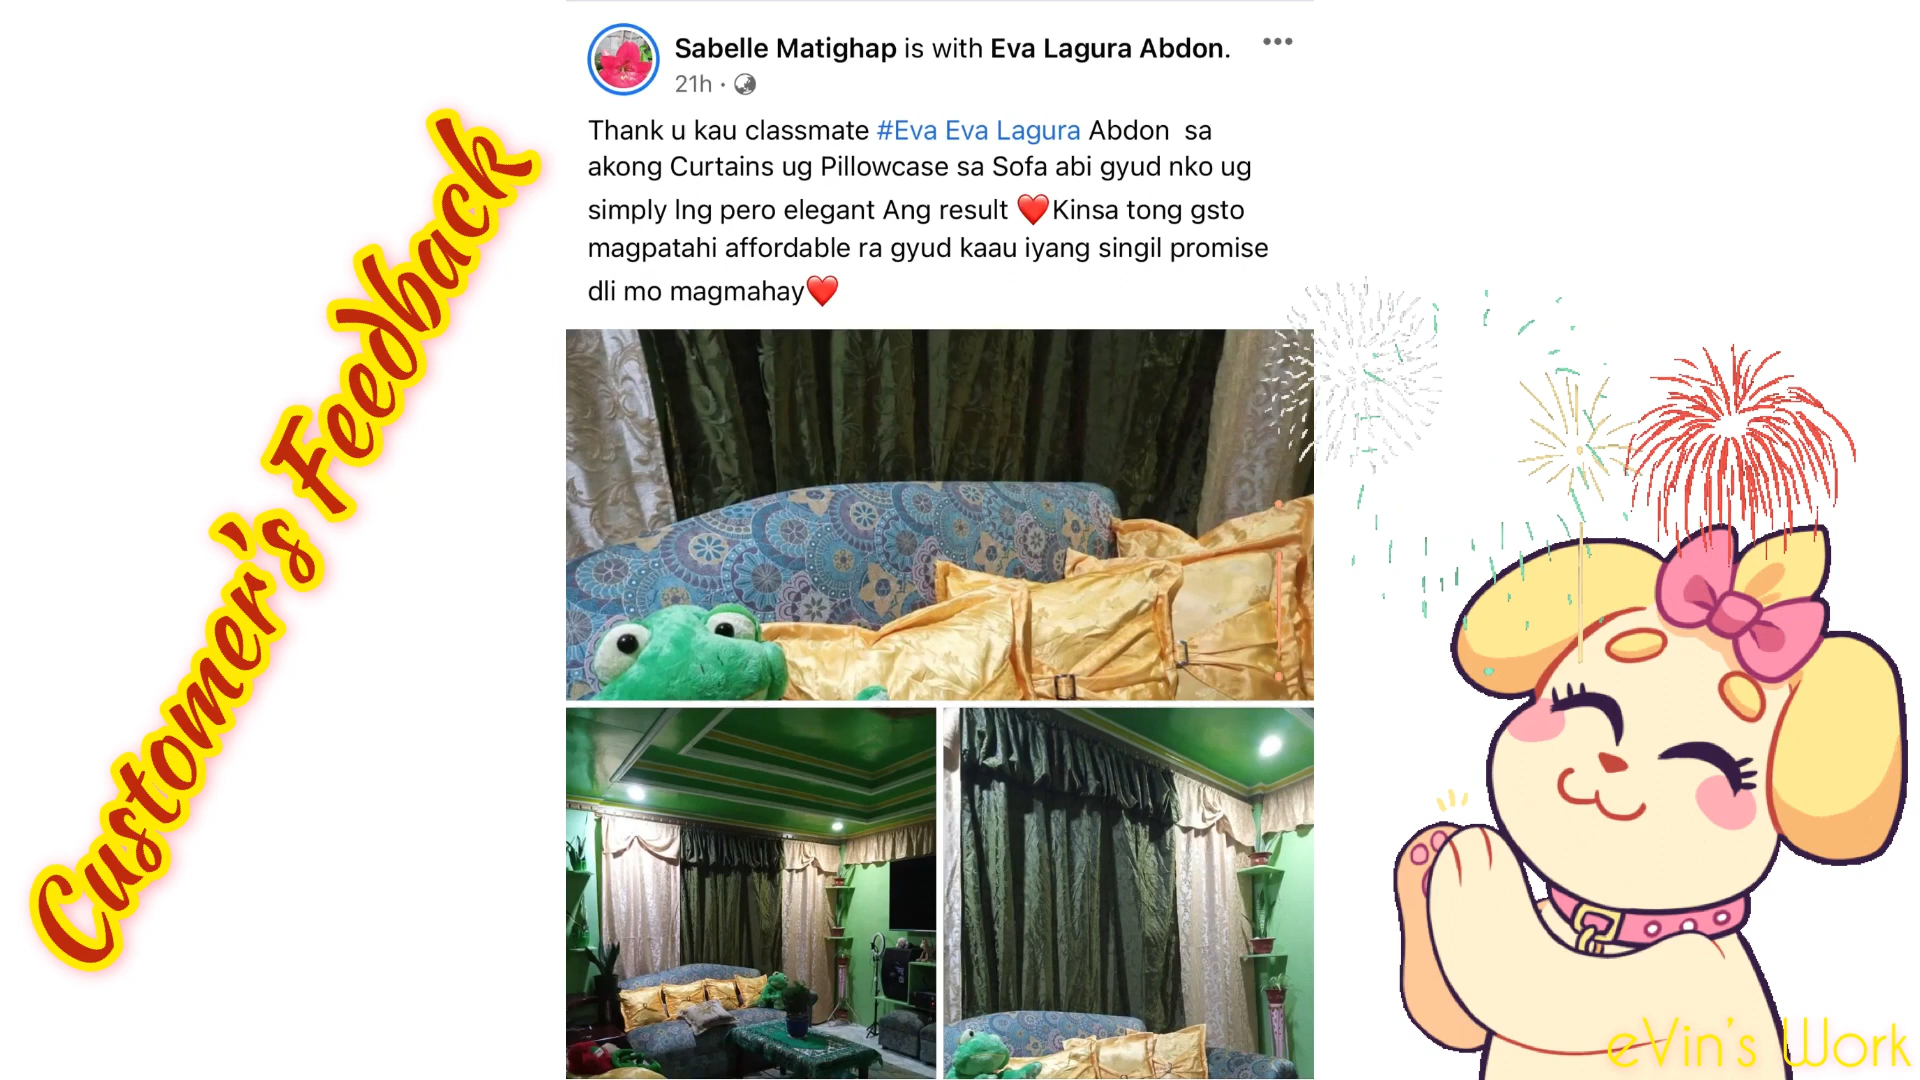 Customer's Feedback
Sabelle Matighap is with Eva Lagura Abdon.
21h ·
Thank u kau classmate #Eva Eva Lagura Abdon sa
akong Curtains ug Pillowcase sa Sofa abi gyud nko ug
simply lng pero elegant Ang result ❤️Kinsa tong gsto
magpatahi affordable ra gyud kaau iyang singil promise
dli mo magmahay❤️
eVin's Work